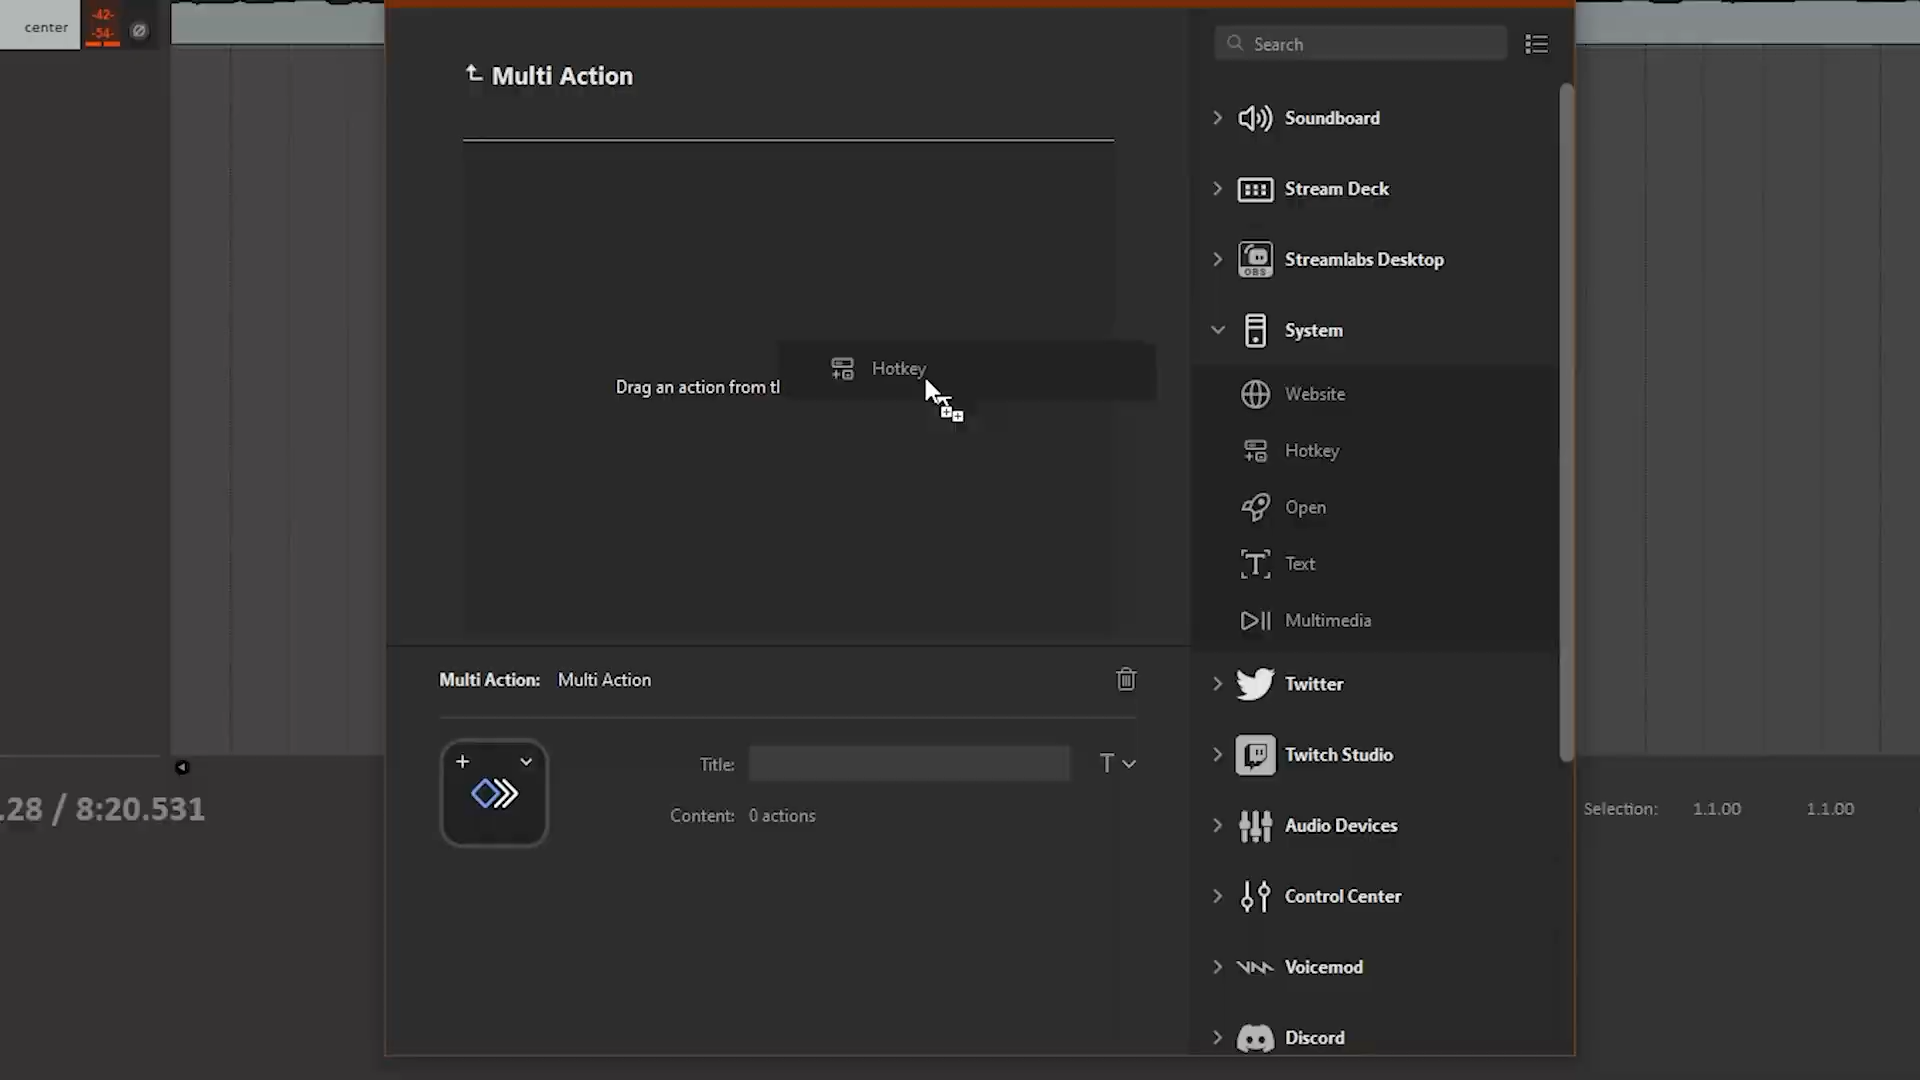 center
-42-
-54-
Multi Action
Drag an action from tl
Hotkey
Multi Action: Multi Action
Title:
T
Content: 0 actions
Search
Soundboard
Stream Deck
OBS
Streamlabs Desktop
System
Website
Hotkey
Open
Text
Multimedia
Twitter
Twitch Studio
Audio Devices
Control Center
Voicemod
Discord
.28 / 8:20.531
Selection: 1.1.00 1.1.00